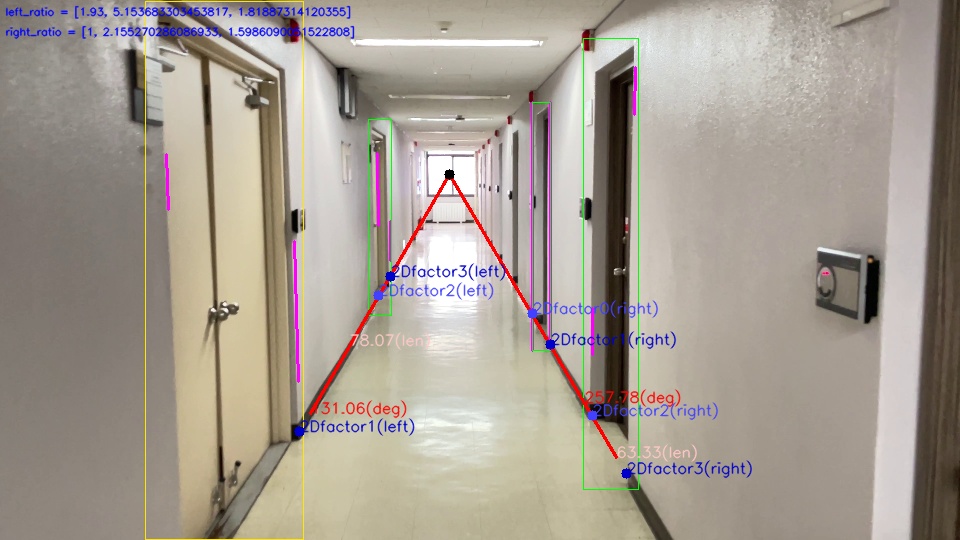 left_ratio = [1.93, 5.153683303453817, 1.81887314120355]
right_ratio = [1, 2.155270286086933, 1.5986090051522808]
2Dfactor3(left)
2Dfactor2(left)
2Dfactor0(right)
78.07(len)
2Dfactor1(right)
131.06(deg)
257.78(deg)
2Dfactor2(right)
2Dfactor1(left)
63.33(len)
2Dfactor3(right)